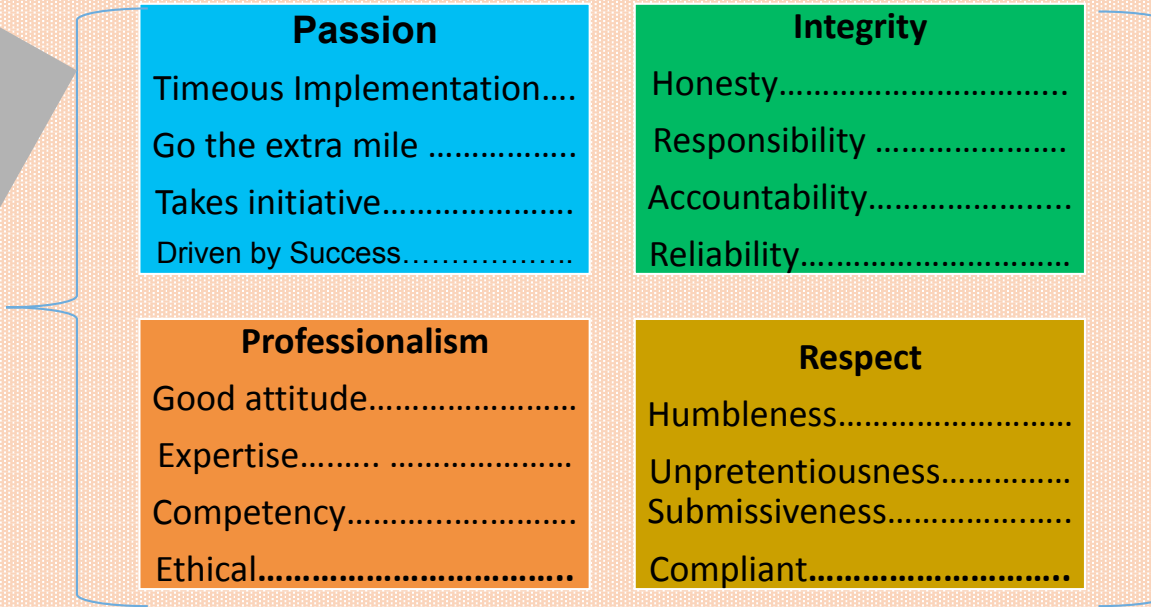 Passion
Timeous Implementation….
Go the extra mile ……………..
Takes initiative………………….
Driven by Success………………..
Integrity
Honesty…………………………...
Responsibility ………………….
Accountability………………..….
Reliability….………………………
Professionalism
Good attitude……………………
Expertise…….. …………………
Competency………...….……….
Ethical……………………………..
Respect
Humbleness………………………
Unpretentiousness……………
Submissiveness…………….…..
Compliant………………………..